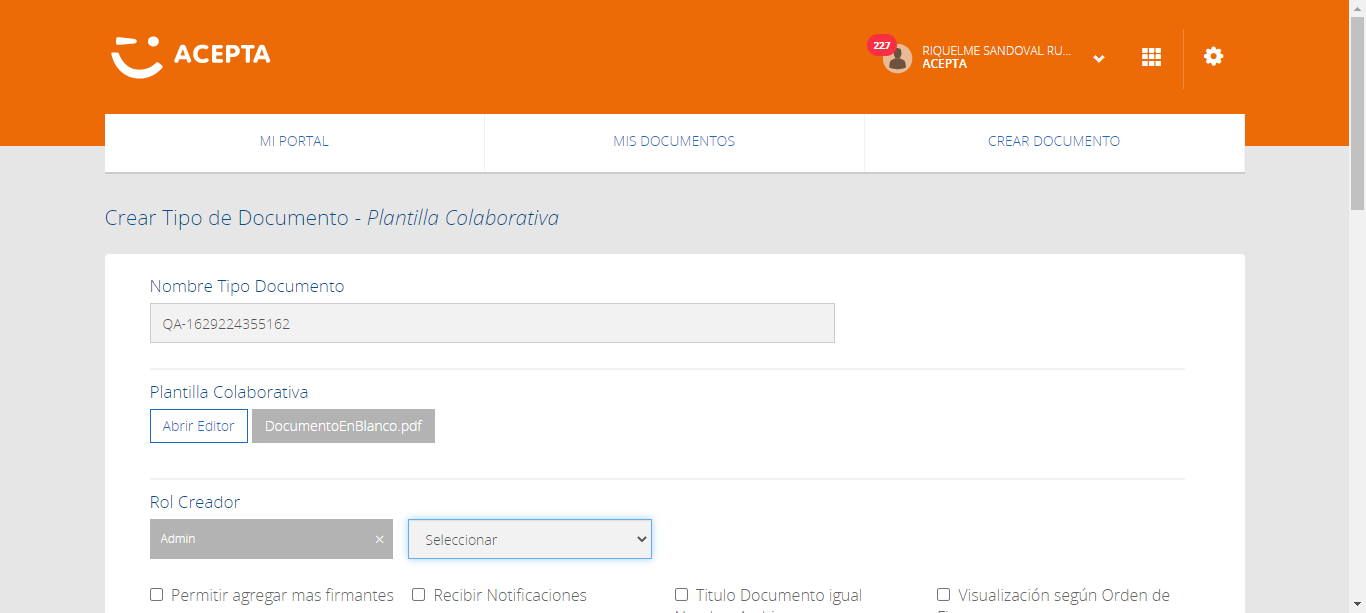 ACEPTA
227
RIQUELME SANDOVAL RU...
ACEPTA
MI PORTAL
MIS DOCUMENTOS
CREAR DOCUMENTO
Crear Tipo de Documento - Plantilla Colaborativa
Nombre Tipo Documento
QA-1629224355162
Plantilla Colaborativa
Abrir Editor
DocumentoEnBlanco.pdf
Rol Creador
Admin ×
Seleccionar
Permitir agregar mas firmantes
Recibir Notificaciones
Titulo Documento igual
Visualización según Orden de